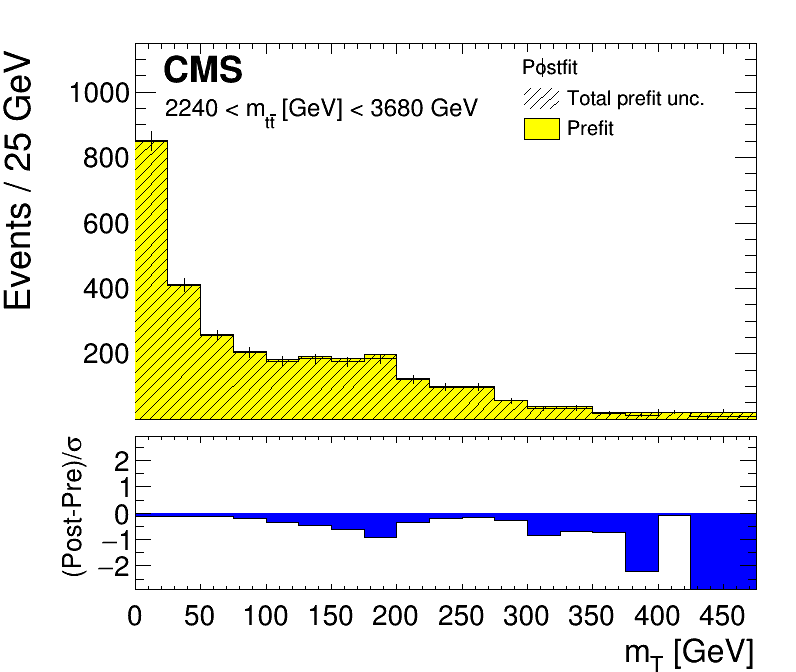 CMS
2240 < m_tt̄ [GeV] < 3680 GeV
Postfit
Total prefit unc.
Prefit
Events / 25 GeV
1000
800
600
400
200
(Post-Pre)/σ
2
1
0
−1
−2
0 50 100 150 200 250 300 350 400 450
m_T [GeV]